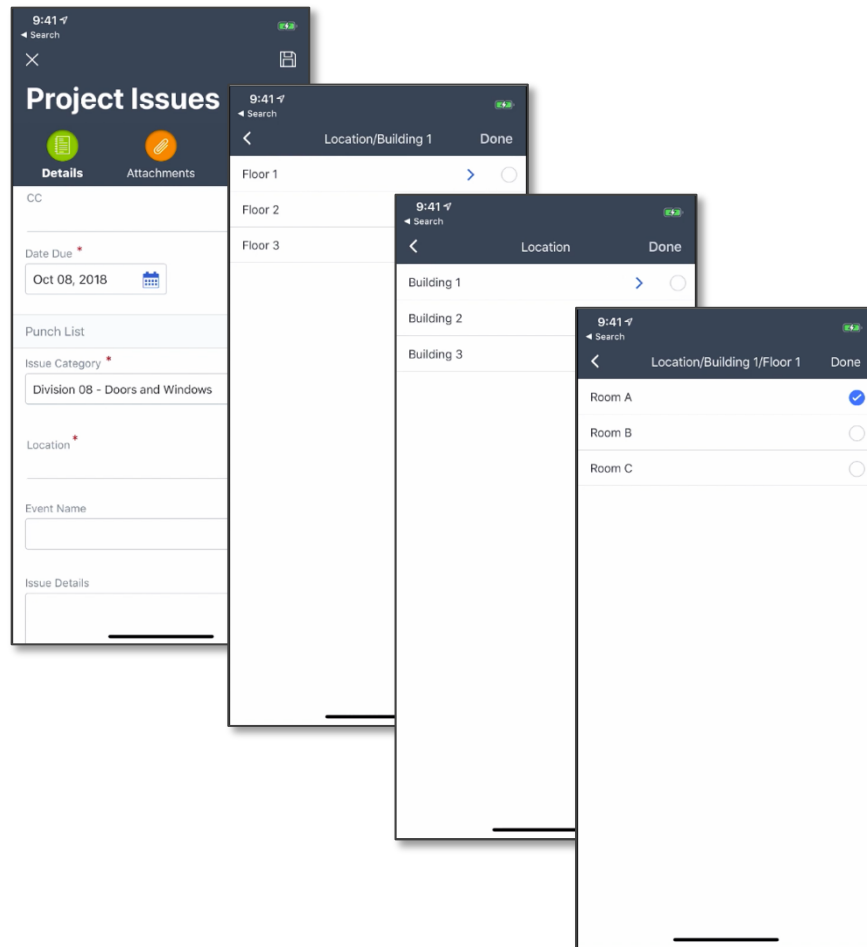 9:41
Search
Project Issues
Details
Attachments
CC
Date Due *
Oct 08, 2018
Punch List
Issue Category *
Division 08 - Doors and Windows
Location *
Event Name
Issue Details
9:41
Search
Location/Building 1
Done
Floor 1
Floor 2
Floor 3
9:41
Search
Location
Done
Building 1
Building 2
Building 3
9:41
Search
Location/Building 1/Floor 1
Done
Room A
Room B
Room C